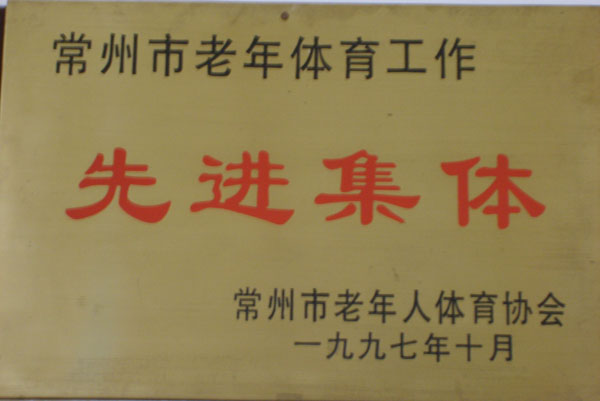 常州市老年体育工作
先进集体
常州市老年人体育协会
一九九七年十月